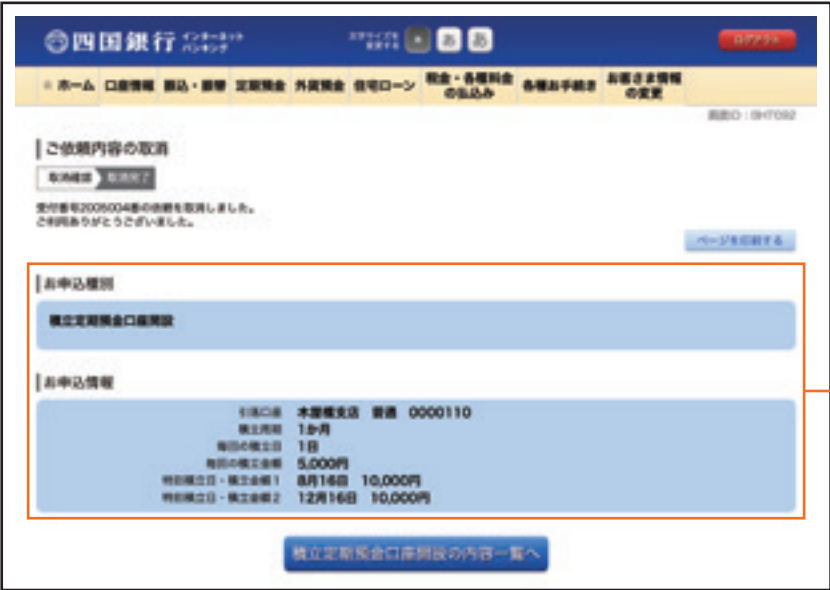 四国銀行 インターネットバンキング
文字サイズを変更する あ あ
ログアウト
ホーム 口座情報 振込・振替 定期預金 外貨預金 住宅ローン 税金・各種料金の払込み 各種お手続き お客さま情報の変更
ご依頼内容の取消
取消確認 取消完了
受付番号2005004番の依頼を取消しました。
ご利用ありがとうございました。
ページを印刷する
お申込種別
積立定期預金口座開設
お申込情報
引落口座 木屋橋支店 普通 0000110
積立周期 1か月
毎回の積立日 1日
毎回の積立金額 5,000円
特別積立日・積立金額1 8月16日 10,000円
特別積立日・積立金額2 12月16日 10,000円
積立定期預金口座開設の内容一覧へ